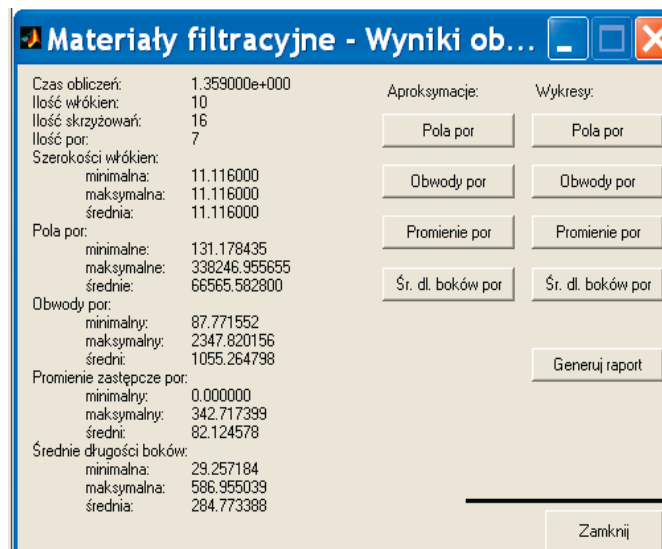 Materiały filtracyjne - Wyniki ob...
Czas obliczeń: 1.359000e+000
Ilość włókien: 10
Ilość skrzyżowań: 16
Ilość por: 7
Szerokości włókien:
minimalna: 11.116000
maksymalna: 11.116000
średnia: 11.116000
Pola por:
minimalne: 131.178435
maksymalne: 338246.955655
średnie: 66565.582800
Obwody por:
minimalny: 87.771552
maksymalny: 2347.820156
średni: 1055.264798
Promienie zastępcze por:
minimalny: 0.000000
maksymalny: 342.717399
średni: 82.124578
Średnie długości boków:
minimalna: 29.257184
maksymalna: 586.955039
średnia: 284.773388
Aproksymacje: Wykresy:
Pola por Pola por
Obwody por Obwody por
Promienie por Promienie por
Śr. dl. boków por Śr. dl. boków por
Generuj raport
Zamknij